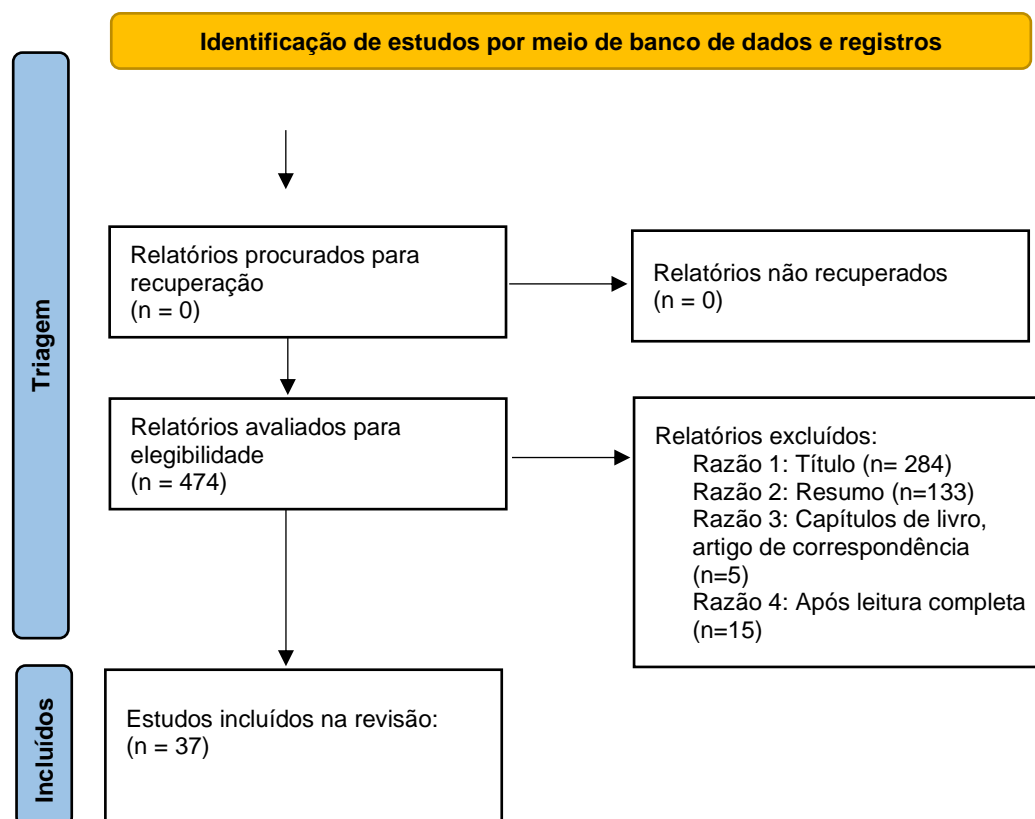 Identificação de estudos por meio de banco de dados e registros
Triagem
Relatórios procurados para
recuperação
(n = 0)
Relatórios não recuperados
(n = 0)
Relatórios avaliados para
elegibilidade
(n = 474)
Relatórios excluídos:
Razão 1: Título (n= 284)
Razão 2: Resumo (n=133)
Razão 3: Capítulos de livro,
artigo de correspondência
(n=5)
Razão 4: Após leitura completa
(n=15)
Incluídos
Estudos incluídos na revisão:
(n = 37)